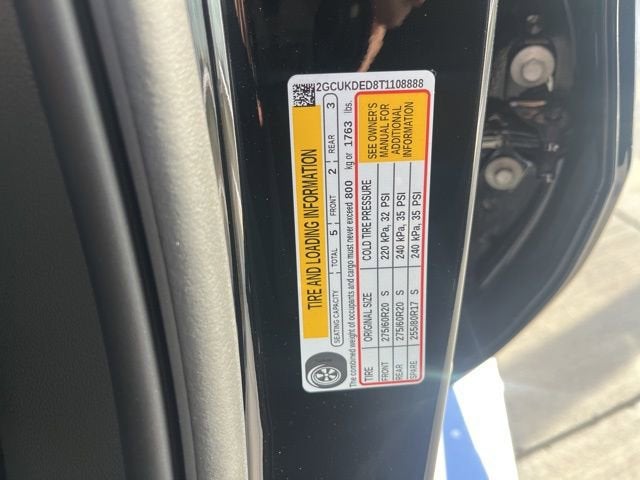 2GCUKDED8T1108888
TIRE AND LOADING INFORMATION
SEATING CAPACITY TOTAL 5 FRONT 2 REAR 3
The combined weight of occupants and cargo must never exceed 800 kg or 1763 lbs.
TIRE ORIGINAL SIZE COLD TIRE PRESSURE
FRONT 275/60R20 S 220 kPa, 32 PSI
REAR 275/60R20 S 240 kPa, 35 PSI
SPARE 255/80R17 S 240 kPa, 35 PSI
SEE OWNER'S
MANUAL FOR
ADDITIONAL
INFORMATION